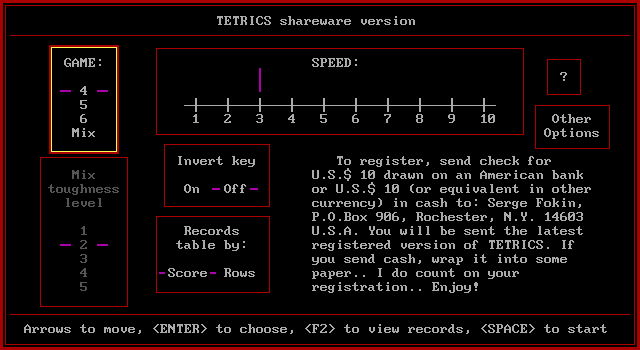 TETRICS shareware version
GAME:
4
5
6
Mix
SPEED:
1 2 3 4 5 6 7 8 9 10
?
Other
Options
Mix
toughness
level
1
2
3
4
5
Invert key
On Off
Records
table by:
Score Rows
To register, send check for
U.S.$ 10 drawn on an American bank
or U.S.$ 10 (or equivalent in other
currency) in cash to: Serge Fokin,
P.O.Box 906, Rochester, N.Y. 14603
U.S.A. You will be sent the latest
registered version of TETRICS. If
you send cash, wrap it into some
paper.. I do count on your
registration.. Enjoy!
Arrows to move, <ENTER> to choose, <F2> to view records, <SPACE> to start